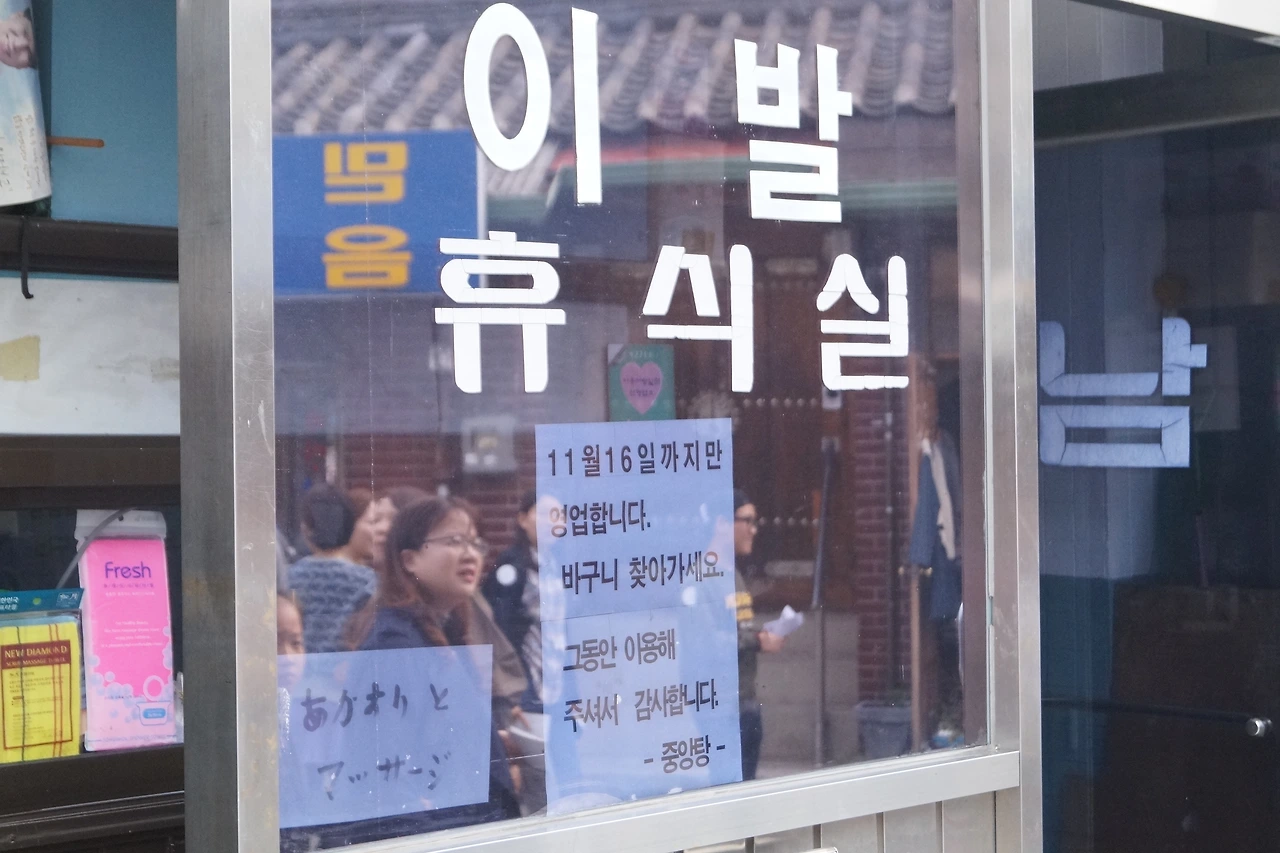 이 발
휴 식 실
11월16일까지만
영업합니다.
바구니 찾아가세요.
그동안 이용해
주셔서 감사합니다.
- 중앙탕 -
あかすりと
マッサージ
남
Fresh
NEW DIAMOND